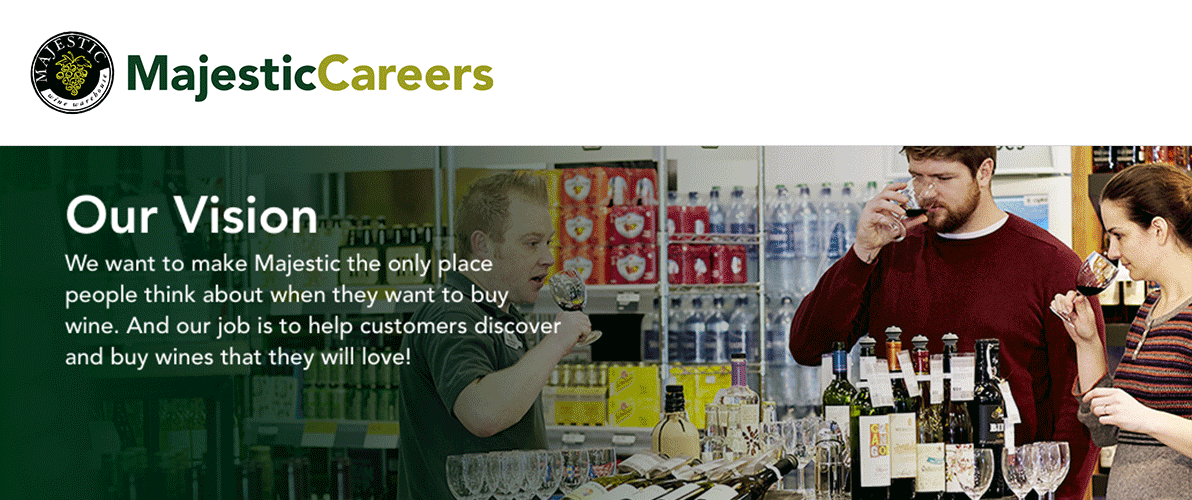 MAJESTIC
wine warehouse
MajesticCareers
Our Vision
We want to make Majestic the only place
people think about when they want to buy
wine. And our job is to help customers discover
and buy wines that they will love!